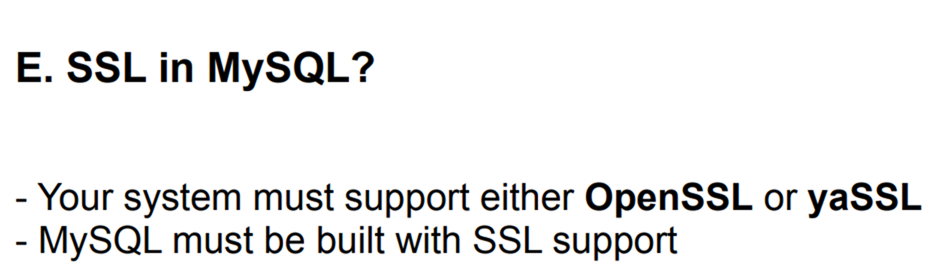 E. SSL in MySQL?
- Your system must support either OpenSSL or yaSSL
- MySQL must be built with SSL support